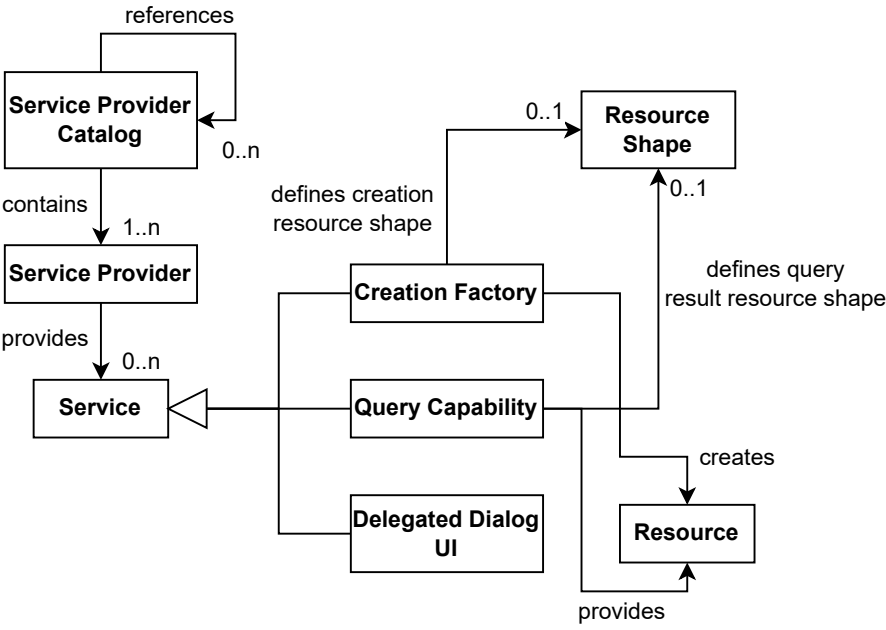 references
Service Provider
Catalog
0..n
contains
1..n
Service Provider
provides
0..n
Service
0..1
Resource
Shape
0..1
defines creation
resource shape
defines query
result resource shape
Creation Factory
Query Capability
Delegated Dialog
UI
creates
Resource
provides